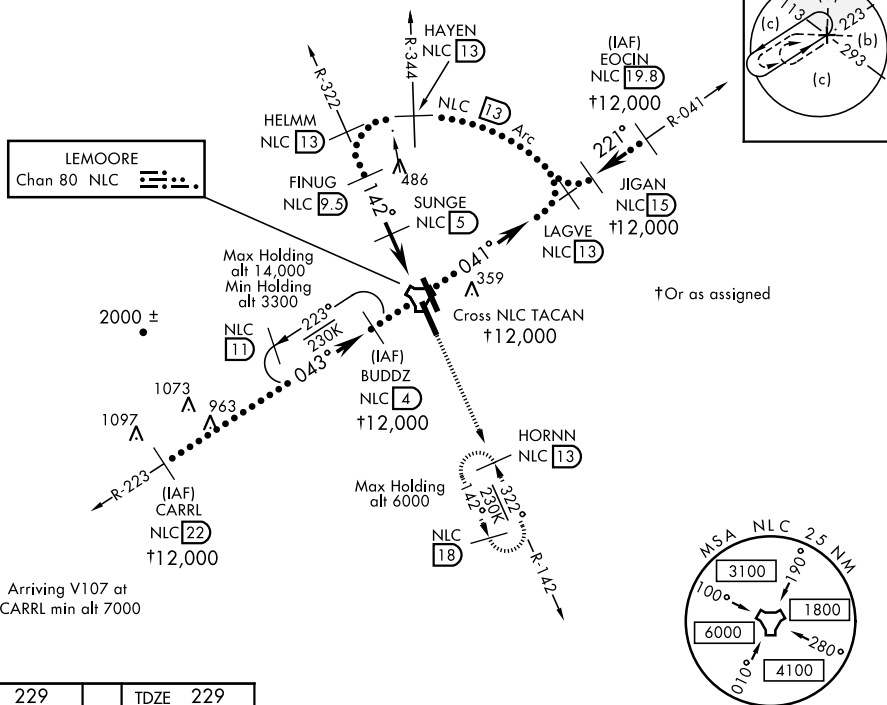 HAYEN
NLC 13
R-344
R-322
(IAF)
EOCIN
NLC 19.8
†12,000
R-041
113
223
293
(c)
(b)
(c)
HELMM
NLC 13
NLC 13 Arc
221°
LEMOORE
Chan 80 NLC
FINUG
NLC 9.5
486
142°
SUNGE
NLC 5
JIGAN
NLC 15
†12,000
LAGVE
NLC 13
041°
Max Holding
alt 14,000
Min Holding
alt 3300
359
†Or as assigned
2000 ±
NLC
11
223°
230K
043°
Cross NLC TACAN
†12,000
(IAF)
BUDDZ
NLC 4
†12,000
1073
963
1097
R-223
(IAF)
CARRL
NLC 22
†12,000
HORNN
NLC 13
Max Holding
alt 6000
322°
230K
142°
NLC
18
R-142
Arriving V107 at
CARRL min alt 7000
MSA NLC 25 NM
3100
190°
100°
1800
6000
280°
010°
4100
229
TDZE 229